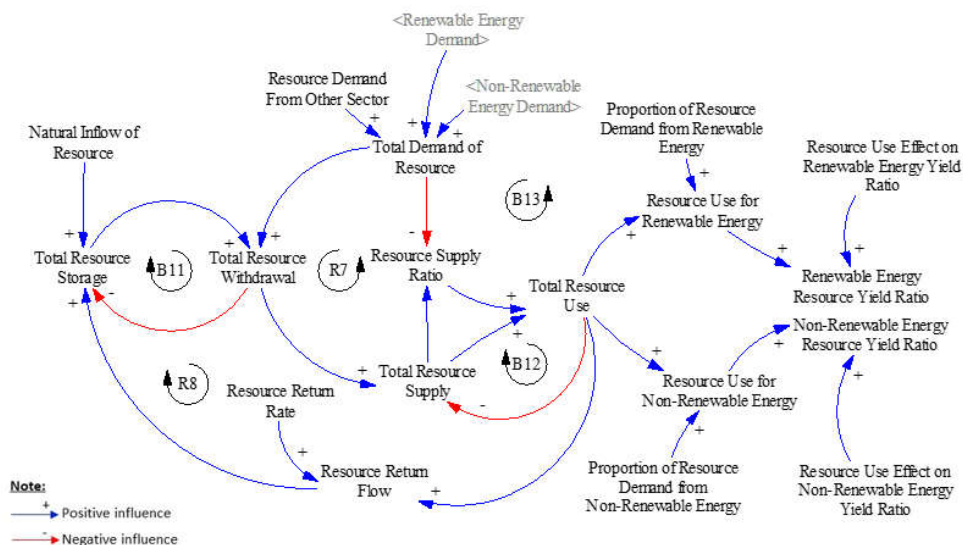 <Renewable Energy
Demand>
Resource Demand
From Other Sector
<Non-Renewable
Energy Demand>
Natural Inflow of
Resource
Total Demand of
Resource
Proportion of Resource
Demand from Renewable
Energy
Resource Use Effect on
Renewable Energy Yield
Ratio
B13
Resource Use for
Renewable Energy
Total Resource
Storage
B11
Total Resource
Withdrawal
R7
Resource Supply
Ratio
Total Resource
Use
Renewable Energy
Resource Yield Ratio
Non-Renewable Energy
Resource Yield Ratio
Total Resource
Supply
B12
Resource Use for
Non-Renewable Energy
R8
Resource Return
Rate
Resource Return
Flow
Proportion of Resource
Demand from
Non-Renewable Energy
Resource Use Effect on
Non-Renewable Energy
Yield Ratio
Note:
+
Positive influence
-
Negative influence